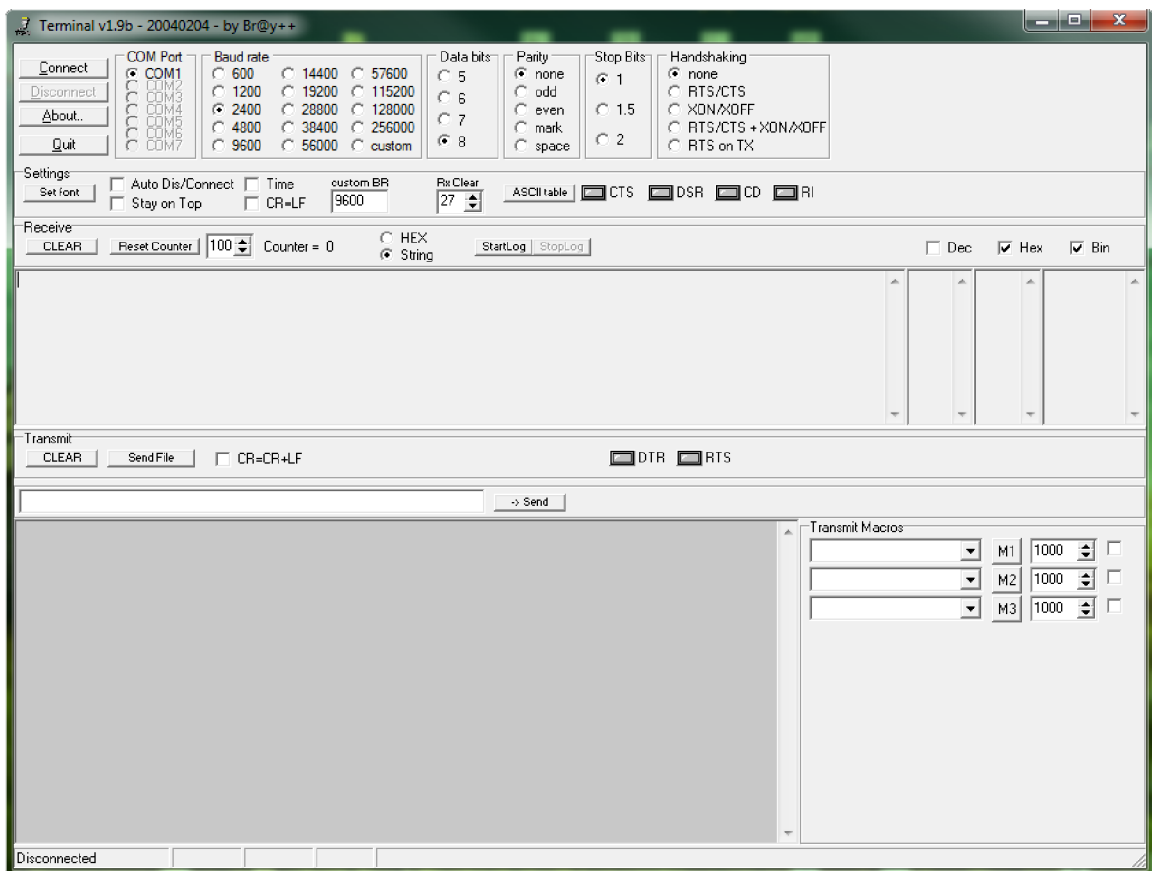 Terminal v1.9b - 20040204 - by Br@y++
Connect
Disconnect
About..
Quit
COM Port
COM1
COM2
COM3
COM4
COM5
COM6
COM7
Baud rate
600 14400 57600
1200 19200 115200
2400 28800 128000
4800 38400 256000
9600 56000 custom
Data bits
5
6
7
8
Parity
none
odd
even
mark
space
Stop Bits
1
1.5
2
Handshaking
none
RTS/CTS
XON/XOFF
RTS/CTS + XON/XOFF
RTS on TX
Settings
Set font
Auto Dis/Connect Time
Stay on Top CR=LF
custom BR
9600
Rx Clear
27
ASCII table CTS DSR CD RI
Receive
CLEAR Reset Counter 100 Counter = 0
HEX
String
StartLog StopLog
Dec Hex Bin
Transmit
CLEAR Send File CR=CR+LF DTR RTS
-> Send
Transmit Macros
M1 1000
M2 1000
M3 1000
Disconnected